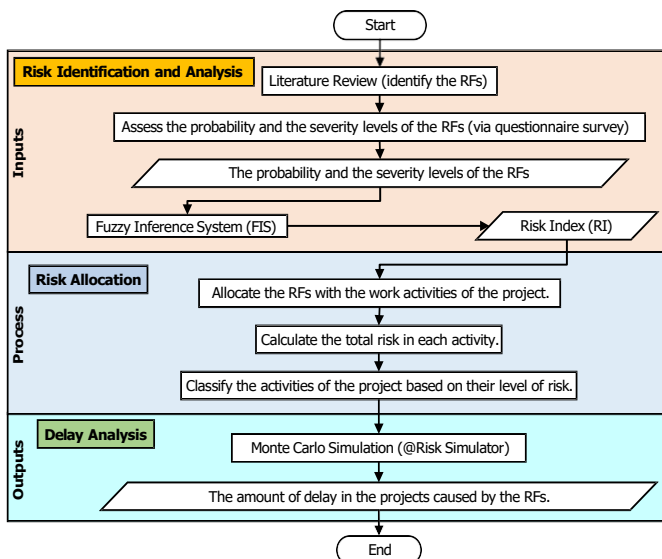 Start
Risk Identification and Analysis
Literature Review (identify the RFs)
Assess the probability and the severity levels of the RFs (via questionnaire survey)
The probability and the severity levels of the RFs
Fuzzy Inference System (FIS)
Risk Index (RI)
Inputs
Risk Allocation
Allocate the RFs with the work activities of the project.
Calculate the total risk in each activity.
Classify the activities of the project based on their level of risk.
Process
Delay Analysis
Monte Carlo Simulation (@Risk Simulator)
The amount of delay in the projects caused by the RFs.
Outputs
End